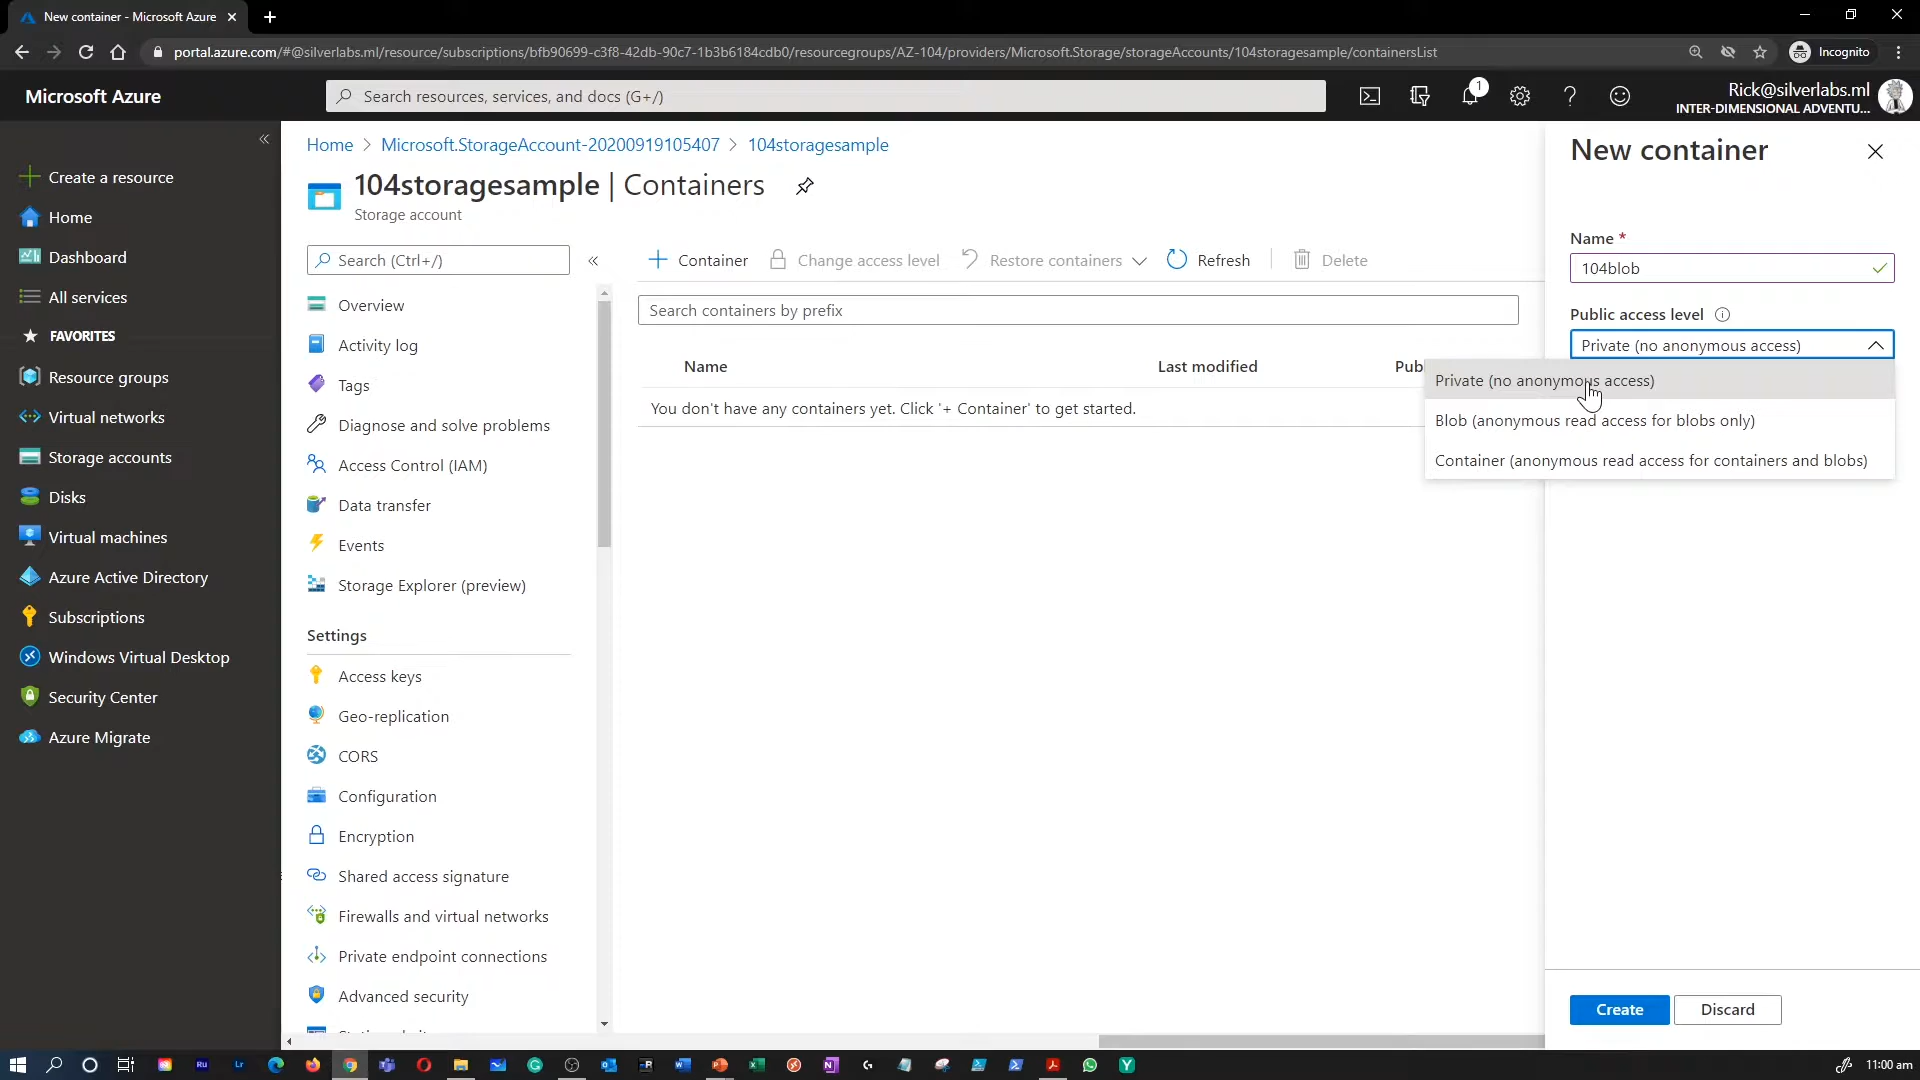 New container - Microsoft Azure
portal.azure.com/#@silverlabs.ml/resource/subscriptions/bfb90699-c3f8-42db-90c7-1b3b6184cdb0/resourcegroups/AZ-104/providers/Microsoft.Storage/storageAccounts/104storagesample/containersList
Incognito
Microsoft Azure
Search resources, services, and docs (G+/)
1
Rick@silverlabs.ml
INTER-DIMENSIONAL ADVENTU...
Create a resource
Home
Dashboard
All services
FAVORITES
Resource groups
Virtual networks
Storage accounts
Disks
Virtual machines
Azure Active Directory
Subscriptions
Windows Virtual Desktop
Security Center
Azure Migrate
Home > Microsoft.StorageAccount-20200919105407 > 104storagesample
104storagesample | Containers
Storage account
Search (Ctrl+/)
Overview
Activity log
Tags
Diagnose and solve problems
Access Control (IAM)
Data transfer
Events
Storage Explorer (preview)
Settings
Access keys
Geo-replication
CORS
Configuration
Encryption
Shared access signature
Firewalls and virtual networks
Private endpoint connections
Advanced security
Container
Change access level
Restore containers
Refresh
Delete
Search containers by prefix
Name
Last modified
Publ
You don't have any containers yet. Click '+ Container' to get started.
New container
Name *
104blob
Public access level
Private (no anonymous access)
Private (no anonymous access)
Blob (anonymous read access for blobs only)
Container (anonymous read access for containers and blobs)
Create
Discard
11:00 am